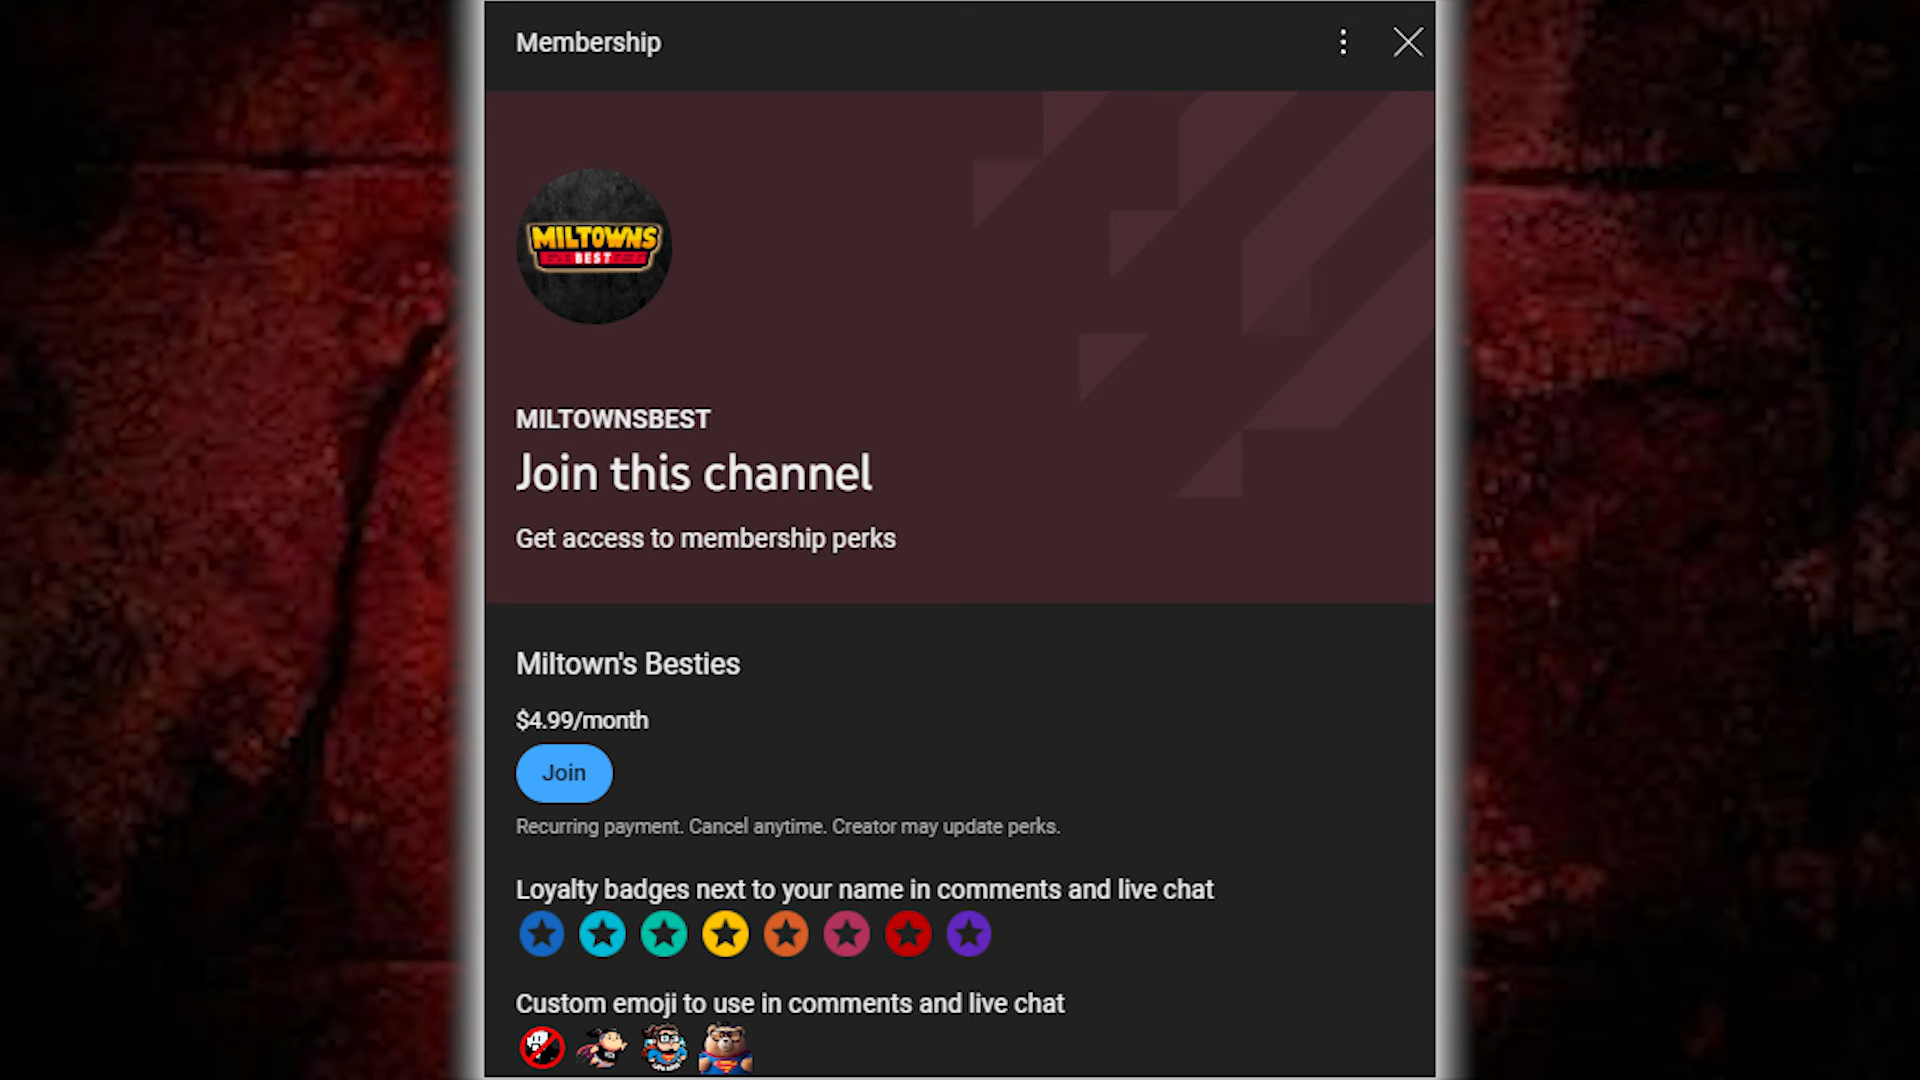 Membership
MILTOWNS
BEST
MILTOWNSBEST
Join this channel
Get access to membership perks
Miltown's Besties
$4.99/month
Join
Recurring payment. Cancel anytime. Creator may update perks.
Loyalty badges next to your name in comments and live chat
Custom emoji to use in comments and live chat